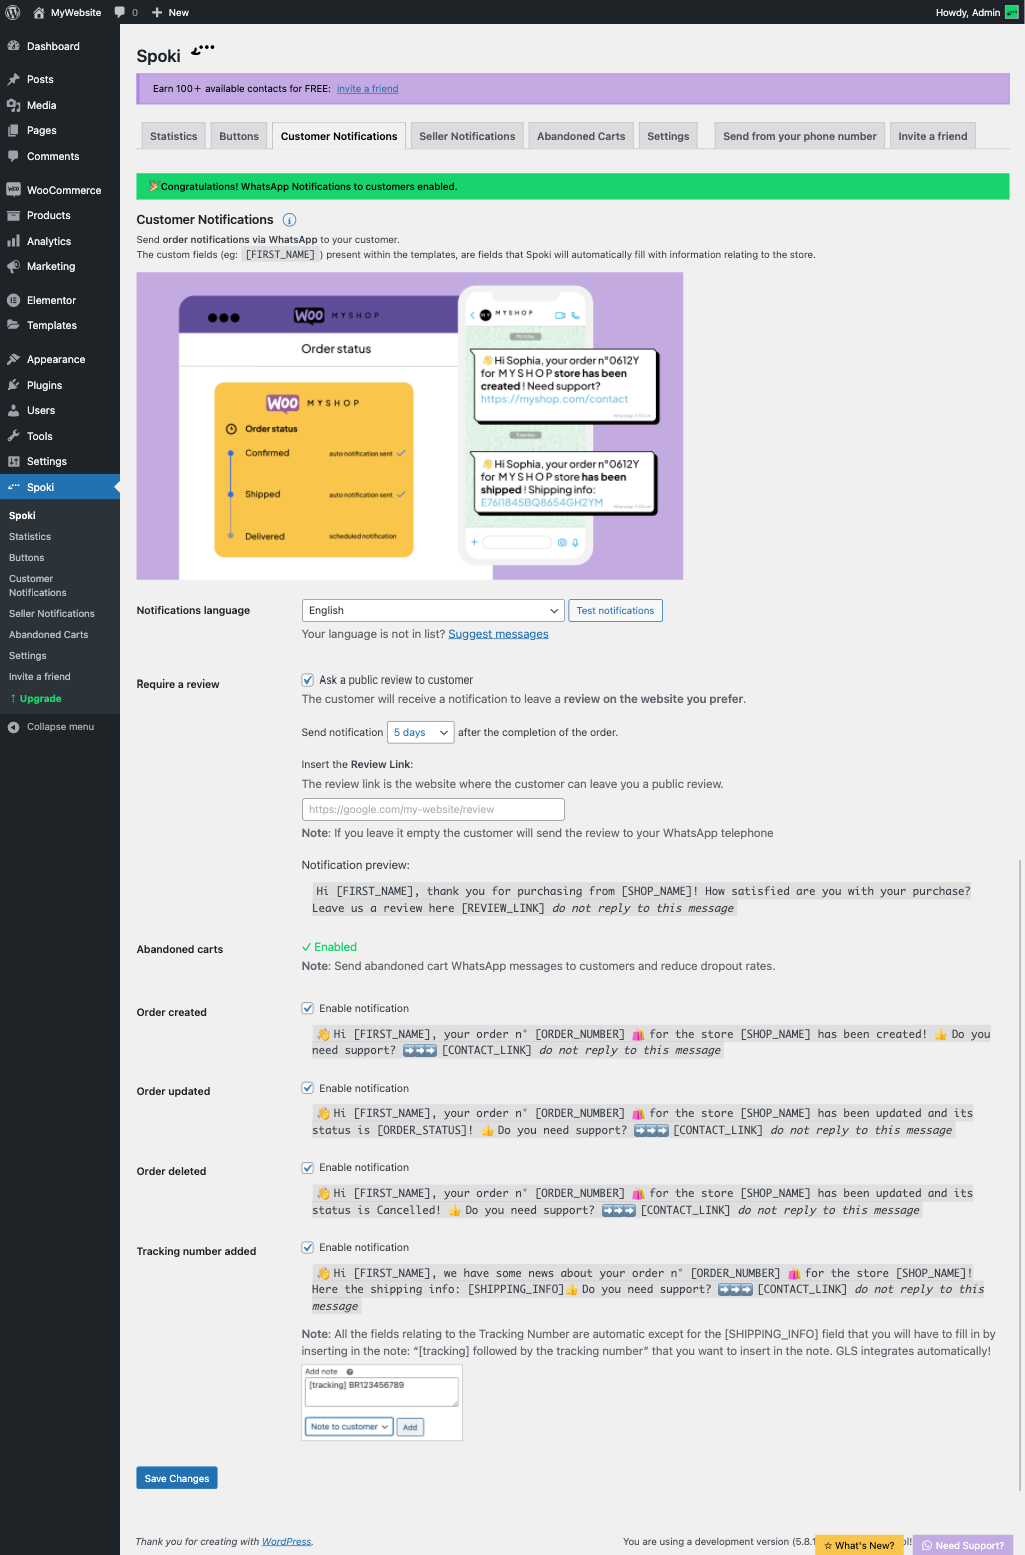 MyWebsite 0 + New Howdy, Admin
Dashboard
Posts
Media
Pages
Comments
WooCommerce
Products
Analytics
Marketing
Elementor
Templates
Appearance
Plugins
Users
Tools
Settings
Spoki
Spoki
Statistics
Buttons
Customer
Notifications
Seller Notifications
Abandoned Carts
Settings
Invite a friend
Upgrade
Collapse menu
Spoki
Earn 100+ available contacts for FREE: invite a friend
Statistics Buttons Customer Notifications Seller Notifications Abandoned Carts Settings Send from your phone number Invite a friend
🎉Congratulations! WhatsApp Notifications to customers enabled.
Customer Notifications
Send order notifications via WhatsApp to your customer.
The custom fields (eg: [FIRST_NAME] ) present within the templates, are fields that Spoki will automatically fill with information relating to the store.
WOO MYSHOP
Order status
WOO MYSHOP
Order status
Confirmed auto notification sent
Shipped auto notification sent
Delivered scheduled notification
MY MYSHOP
Monday
👋Hi Sophia, your order n°0612Y
for MYSHOP store has been
created! Need support?
https://myshop.com/contact
Tuesday
👋Hi Sophia, your order n°0612Y
for MYSHOP store has been
shipped! Shipping info:
E76I1845BQ8654GH2YM
Notifications language
English Test notifications
Your language is not in list? Suggest messages
Require a review
Ask a public review to customer
The customer will receive a notification to leave a review on the website you prefer.
Send notification 5 days after the completion of the order.
Insert the Review Link:
The review link is the website where the customer can leave you a public review.
https://google.com/my-website/review
Note: If you leave it empty the customer will send the review to your WhatsApp telephone
Notification preview:
Hi [FIRST_NAME], thank you for purchasing from [SHOP_NAME]! How satisfied are you with your purchase?
Leave us a review here [REVIEW_LINK] do not reply to this message
Abandoned carts
✓ Enabled
Note: Send abandoned cart WhatsApp messages to customers and reduce dropout rates.
Order created
Enable notification
👋 Hi [FIRST_NAME], your order n° [ORDER_NUMBER] 🛍 for the store [SHOP_NAME] has been created! 👍 Do you
need support? ➡➡➡ [CONTACT_LINK] do not reply to this message
Order updated
Enable notification
👋 Hi [FIRST_NAME], your order n° [ORDER_NUMBER] 🛍 for the store [SHOP_NAME] has been updated and its
status is [ORDER_STATUS]! 👍 Do you need support? ➡➡➡ [CONTACT_LINK] do not reply to this message
Order deleted
Enable notification
👋 Hi [FIRST_NAME], your order n° [ORDER_NUMBER] 🛍 for the store [SHOP_NAME] has been updated and its
status is Cancelled! 👍 Do you need support? ➡➡➡ [CONTACT_LINK] do not reply to this message
Tracking number added
Enable notification
👋 Hi [FIRST_NAME], we have some news about your order n° [ORDER_NUMBER] 🛍 for the store [SHOP_NAME]!
Here the shipping info: [SHIPPING_INFO]👍 Do you need support? ➡➡➡ [CONTACT_LINK] do not reply to this
message
Note: All the fields relating to the Tracking Number are automatic except for the [SHIPPING_INFO] field that you will have to fill in by
inserting in the note: “[tracking] followed by the tracking number” that you want to insert in the note. GLS integrates automatically!
Add note
[tracking] BR123456789
Note to customer Add
Save Changes
Thank you for creating with WordPress.
You are using a development version (5.8.1
☆ What's New?
Need Support?